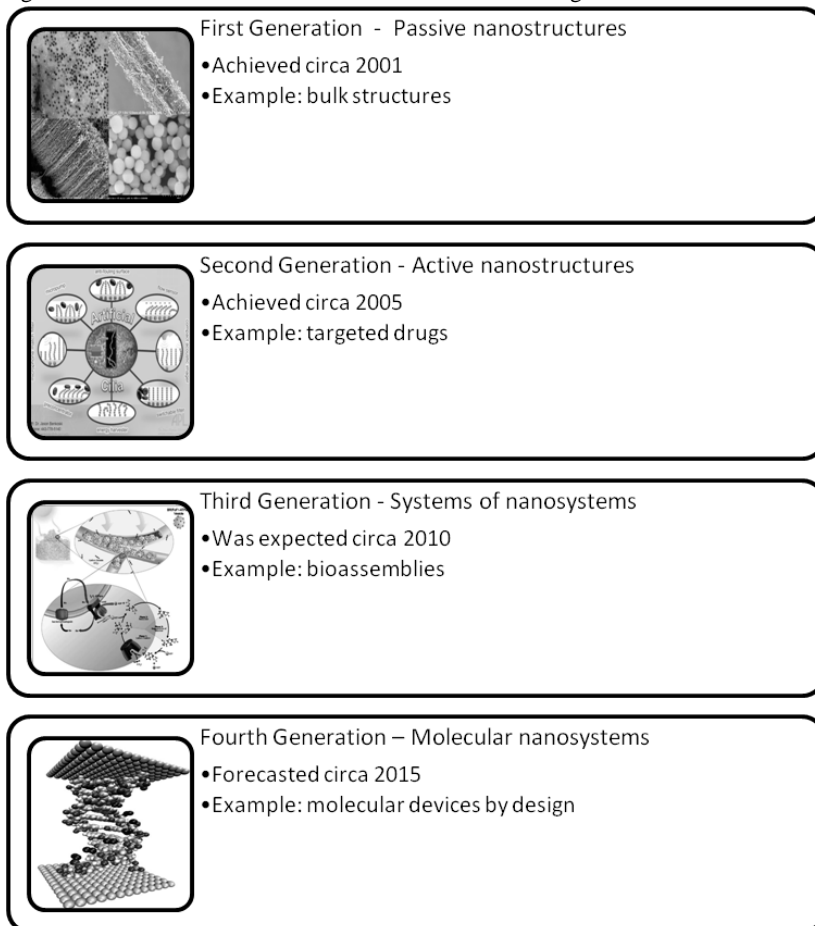 First Generation - Passive nanostructures
•Achieved circa 2001
•Example: bulk structures
Second Generation - Active nanostructures
•Achieved circa 2005
•Example: targeted drugs
Artificial
Cilia
Third Generation - Systems of nanosystems
•Was expected circa 2010
•Example: bioassemblies
Fourth Generation – Molecular nanosystems
•Forecasted circa 2015
•Example: molecular devices by design